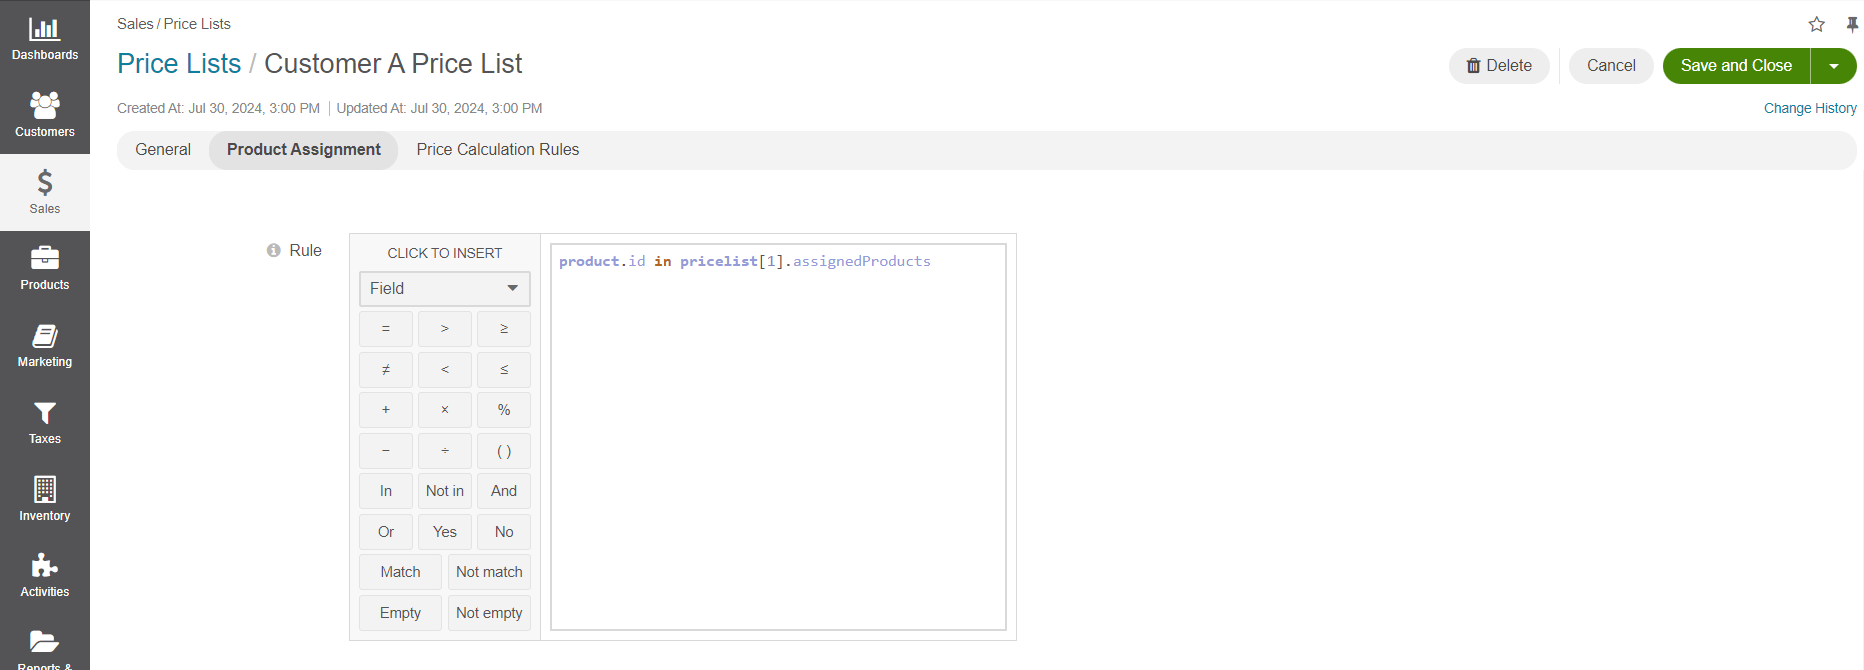 Dashboards
Customers
Sales
Products
Marketing
Taxes
Inventory
Activities
Reports &
Sales / Price Lists
Price Lists / Customer A Price List
Delete
Cancel
Save and Close
Created At: Jul 30, 2024, 3:00 PM | Updated At: Jul 30, 2024, 3:00 PM
Change History
General
Product Assignment
Price Calculation Rules
Rule
CLICK TO INSERT
Field
= > ≥
≠ < ≤
+ × %
− ÷ ( )
In Not in And
Or Yes No
Match Not match
Empty Not empty
product.id in pricelist[1].assignedProducts